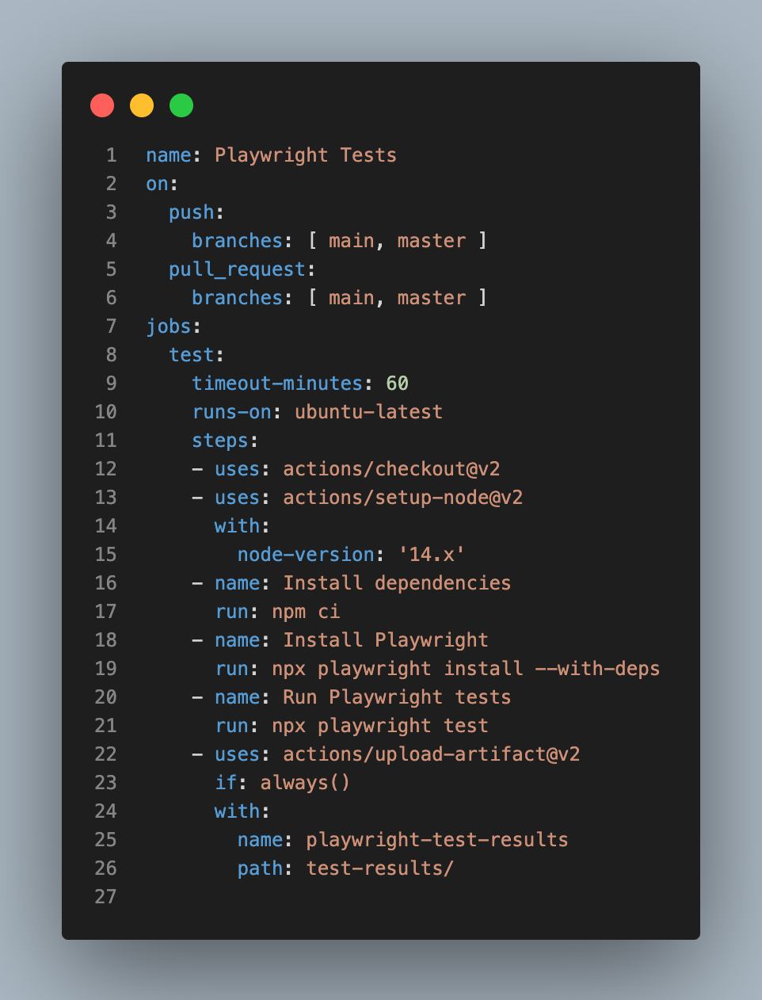 1 name: Playwright Tests
2 on:
3   push:
4     branches: [ main, master ]
5   pull_request:
6     branches: [ main, master ]
7 jobs:
8   test:
9     timeout-minutes: 60
10     runs-on: ubuntu-latest
11     steps:
12     - uses: actions/checkout@v2
13     - uses: actions/setup-node@v2
14       with:
15         node-version: '14.x'
16     - name: Install dependencies
17       run: npm ci
18     - name: Install Playwright
19       run: npx playwright install --with-deps
20     - name: Run Playwright tests
21       run: npx playwright test
22     - uses: actions/upload-artifact@v2
23       if: always()
24       with:
25         name: playwright-test-results
26         path: test-results/
27